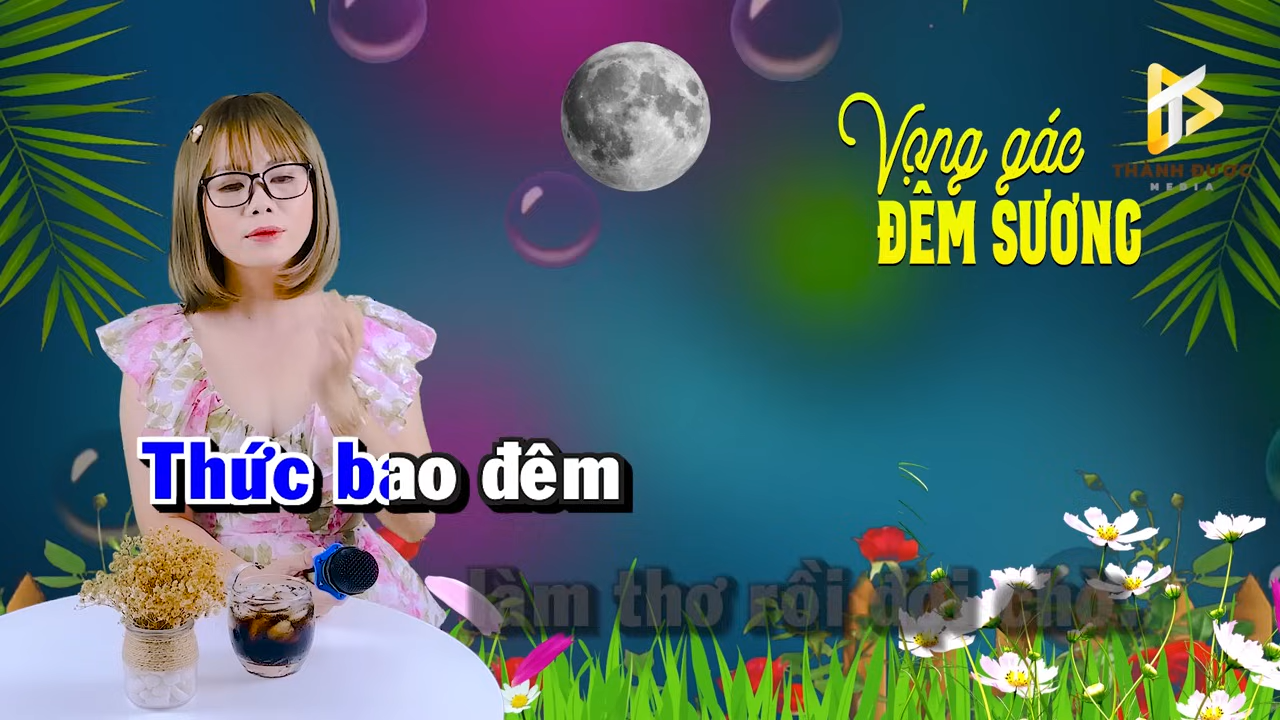 Vọng gác
ĐÊM SƯƠNG
THÀNH ĐƯỢC
MEDIA
Thức bao đêm
làm thơ rồi đợi chờ